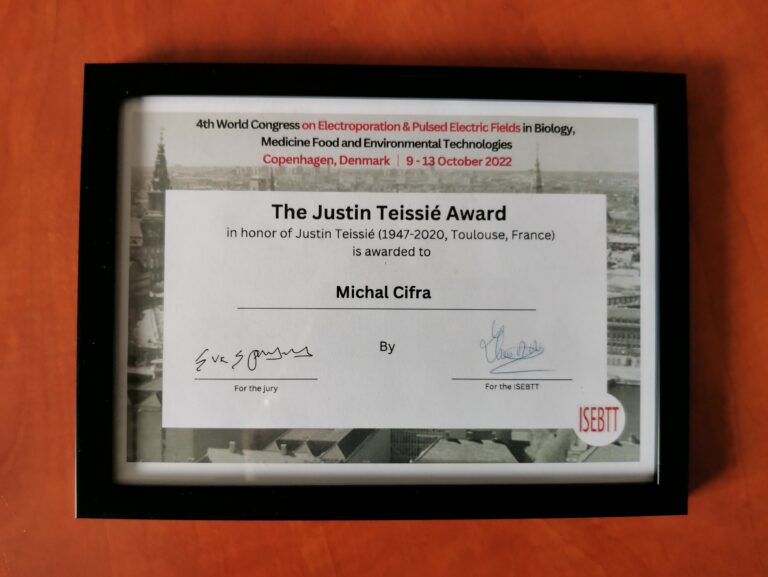 4th World Congress on Electroporation & Pulsed Electric Fields in Biology,
Medicine Food and Environmental Technologies
Copenhagen, Denmark | 9 - 13 October 2022
The Justin Teissié Award
in honor of Justin Teissié (1947-2020, Toulouse, France)
is awarded to
Michal Cifra
By
For the jury
For the ISEBTT
ISEBTT